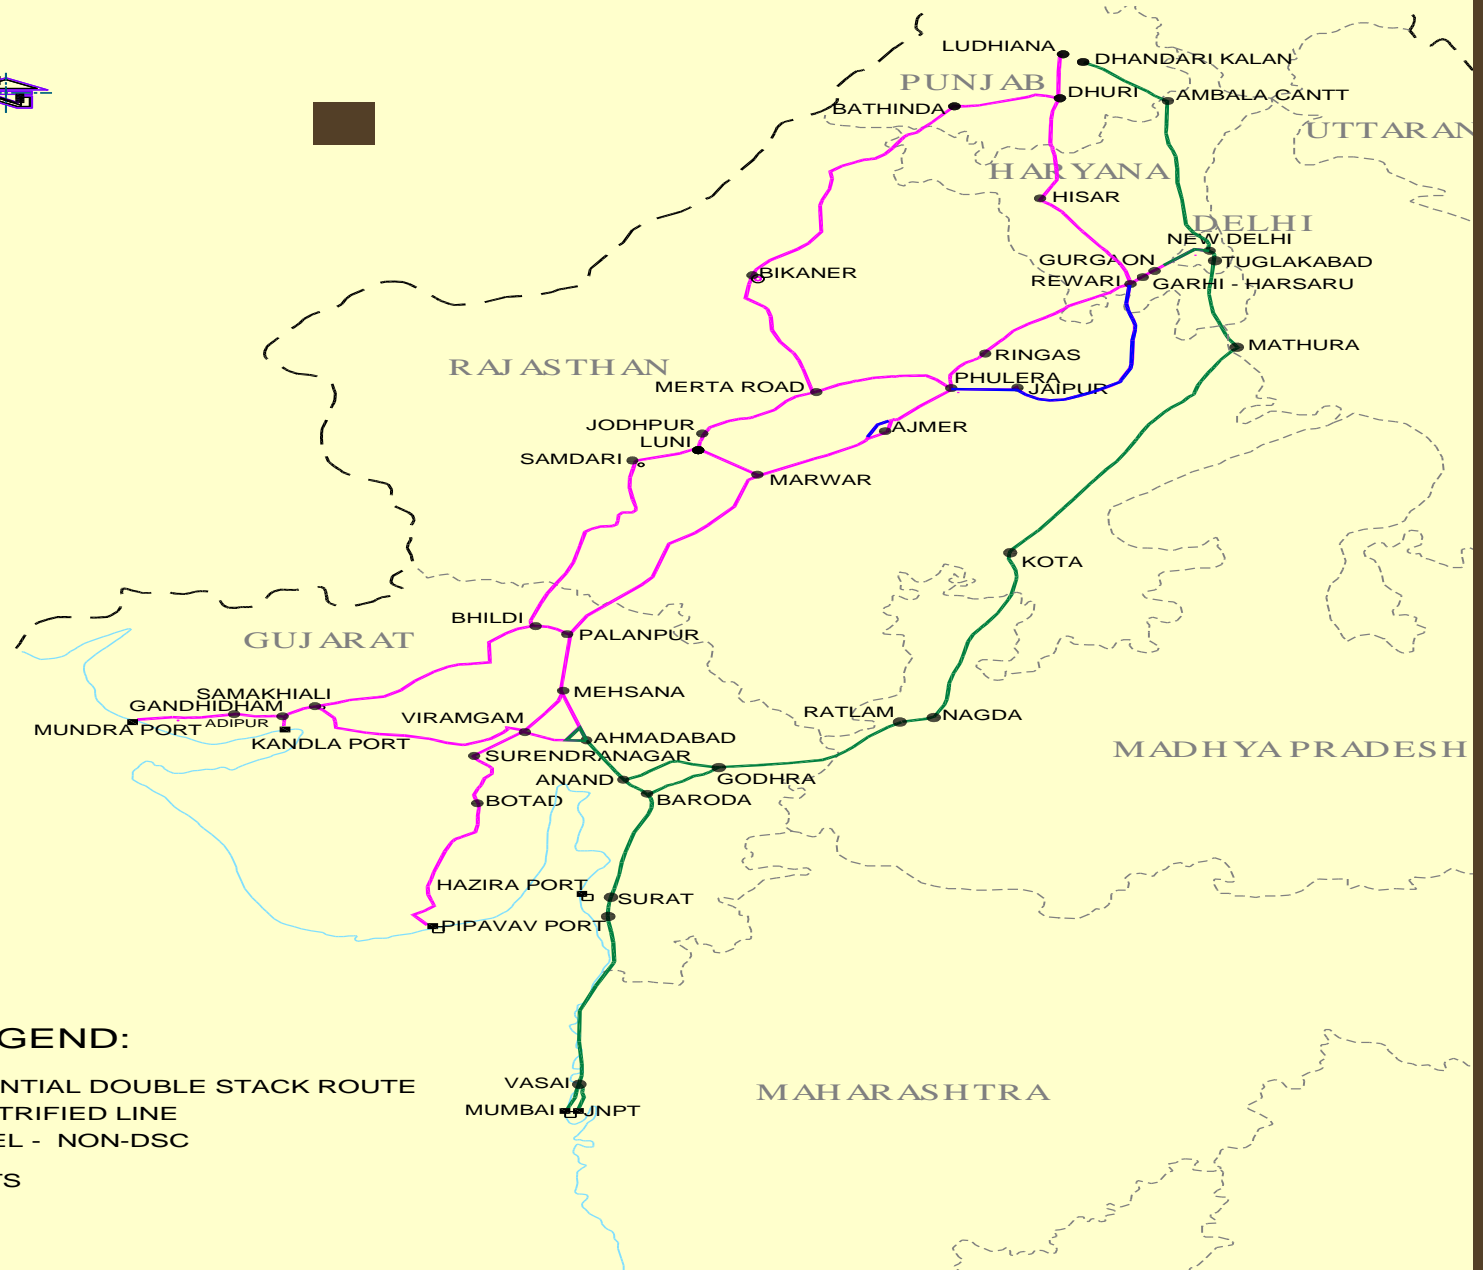 LUDHIANA
DHANDARI KALAN
PUNJAB
DHURI
AMBALA CANTT
BATHINDA
UTTARAN
HARYANA
HISAR
DELHI
NEW DELHI
GURGAON
TUGLAKABAD
BIKANER
REWARI
GARHI - HARSARU
MATHURA
RINGAS
RAJASTHAN
PHULERA
MERTA ROAD
JAIPUR
JODHPUR
AJMER
LUNI
SAMDARI
MARWAR
KOTA
BHILDI
PALANPUR
GUJARAT
SAMAKHIALI
MEHSANA
GANDHIDHAM
RATLAM
NAGDA
VIRAMGAM
ADIPUR
MUNDRA PORT
KANDLA PORT
AHMADABAD
MADHYA PRADESH
SURENDRANAGAR
ANAND
GODHRA
BOTAD
BARODA
HAZIRA PORT
SURAT
PIPAVAV PORT
GEND:
NTIAL DOUBLE STACK ROUTE
TRIFIED LINE
EL - NON-DSC
TS
VASAI
MAHARASHTRA
MUMBAI
JNPT